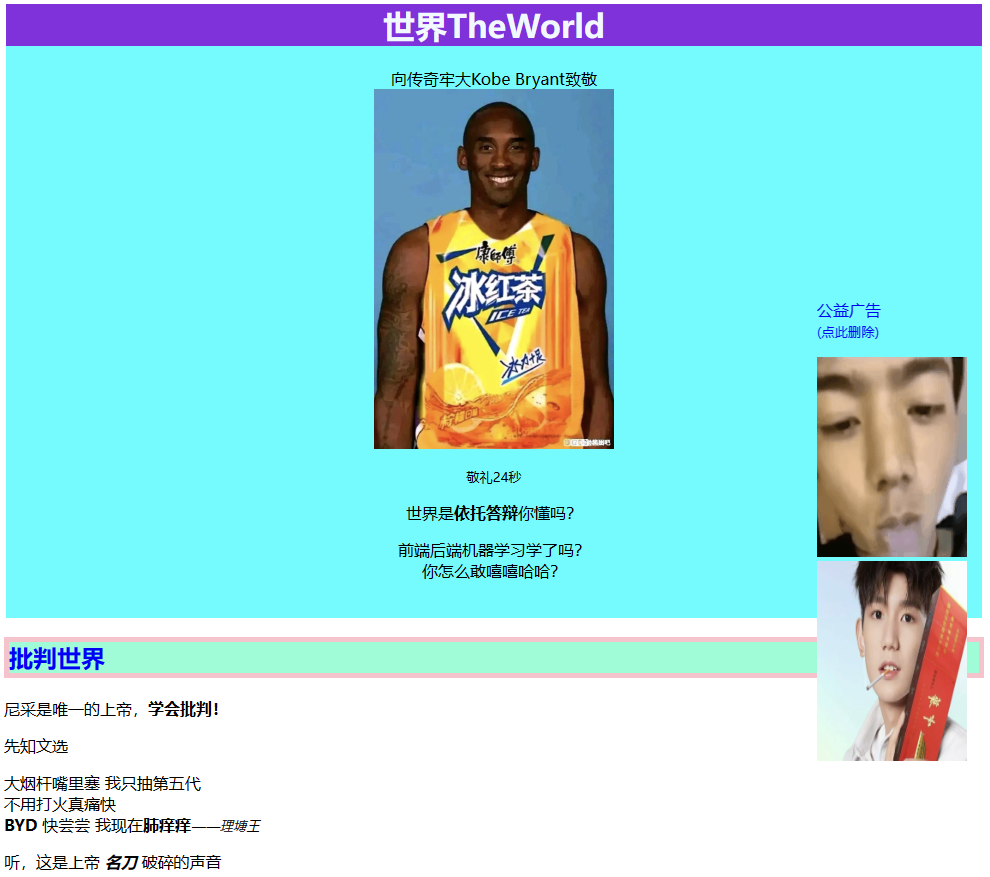 世界TheWorld
向传奇牢大Kobe Bryant致敬
康师傅
冰红茶
ICE TEA
冰力十足
敬礼24秒
世界是依托答辩你懂吗？
前端后端机器学习学了吗？
你怎么敢嘻嘻哈哈？
公益广告
(点此删除)
批判世界
尼采是唯一的上帝，学会批判！
先知文选
大烟杆嘴里塞 我只抽第五代
不用打火真痛快
BYD 快尝尝 我现在肺痒痒——理塘王
听，这是上帝 名刀 破碎的声音